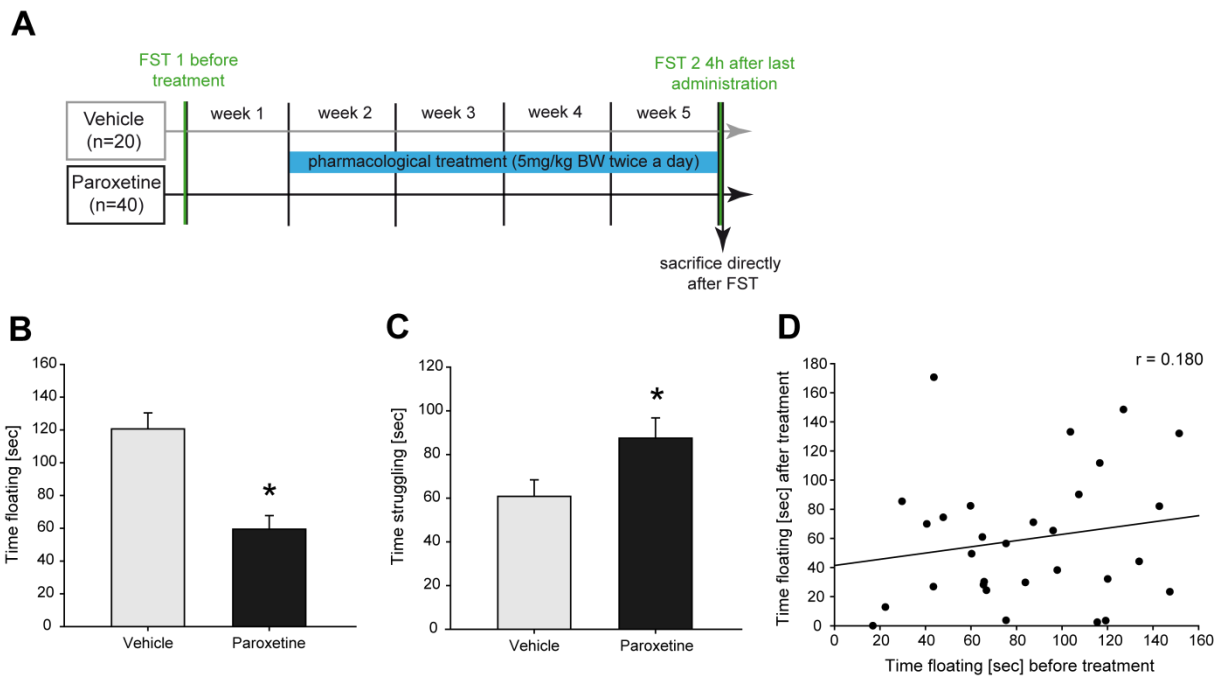 A
FST 1 before
treatment
FST 2 4h after last
administration
Vehicle
(n=20)
week 1
week 2
week 3
week 4
week 5
pharmacological treatment (5mg/kg BW twice a day)
Paroxetine
(n=40)
sacrifice directly
after FST
B
Time floating [sec]
160
140
120
100
80
60
40
20
0
*
Vehicle
Paroxetine
C
Time struggling [sec]
120
100
80
60
40
20
0
*
Vehicle
Paroxetine
D
r = 0.180
Time floating [sec] after treatment
180
160
140
120
100
80
60
40
20
0
0 20 40 60 80 100 120 140 160
Time floating [sec] before treatment